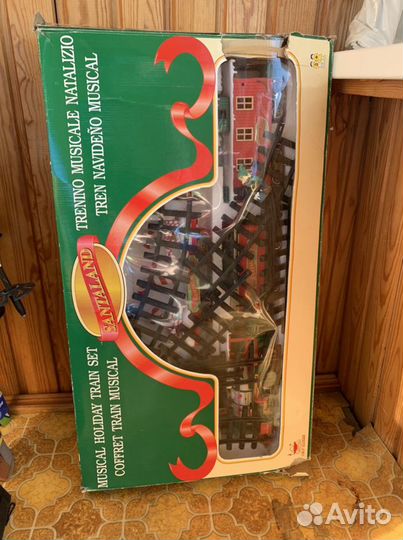 TRENINO MUSICALE NATALIZIO
TREN NAVIDEÑO MUSICAL
SANTALAND
MUSICAL HOLIDAY TRAIN SET
COFFRET TRAIN MUSICAL
Avito